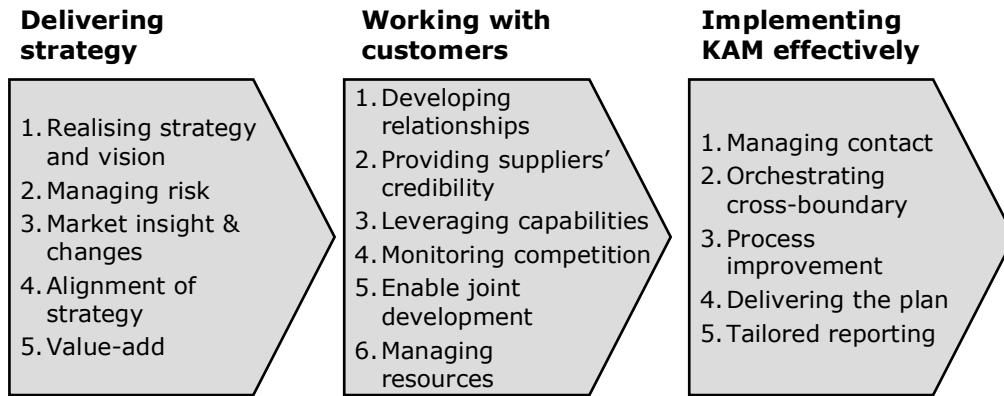 Delivering
strategy
1. Realising strategy
and vision
2. Managing risk
3. Market insight &
changes
4. Alignment of
strategy
5. Value-add
Working with
customers
1. Developing
relationships
2. Providing suppliers’
credibility
3. Leveraging capabilities
4. Monitoring competition
5. Enable joint
development
6. Managing
resources
Implementing
KAM effectively
1. Managing contact
2. Orchestrating
cross-boundary
3. Process
improvement
4. Delivering the plan
5. Tailored reporting